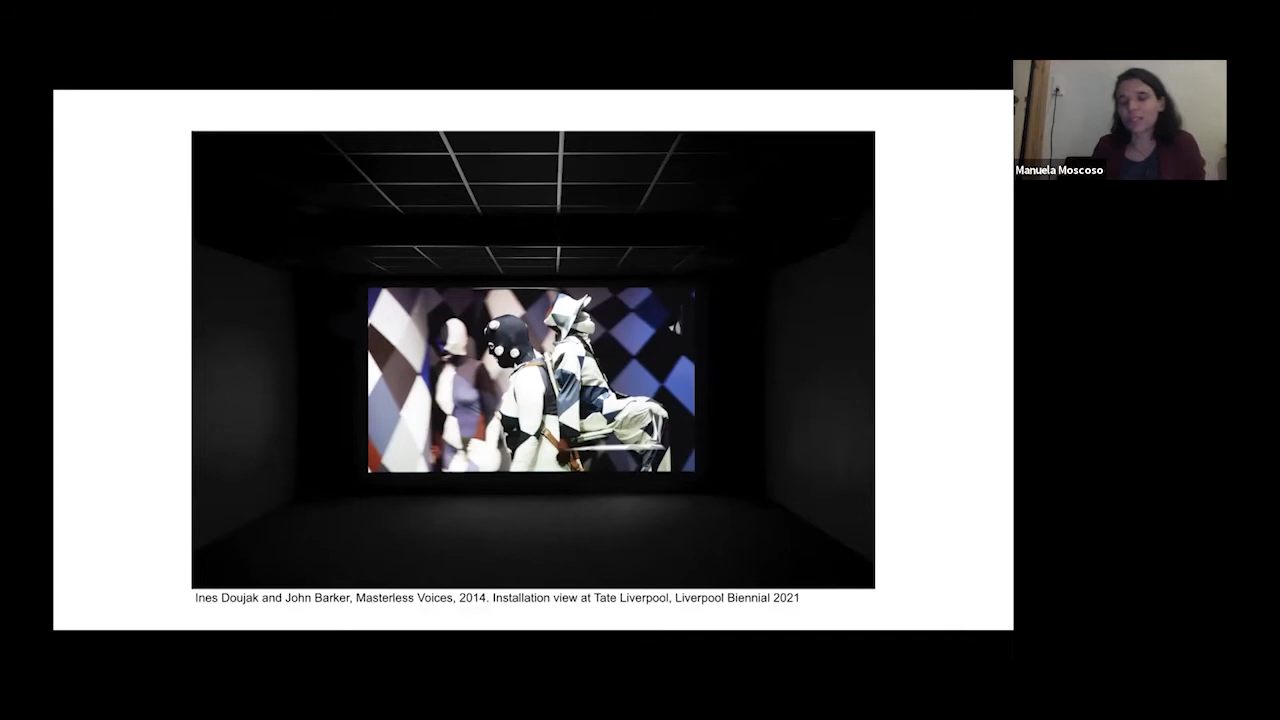 Manuela Moscoso
Ines Doujak and John Barker, Masterless Voices, 2014. Installation view at Tate Liverpool, Liverpool Biennial 2021